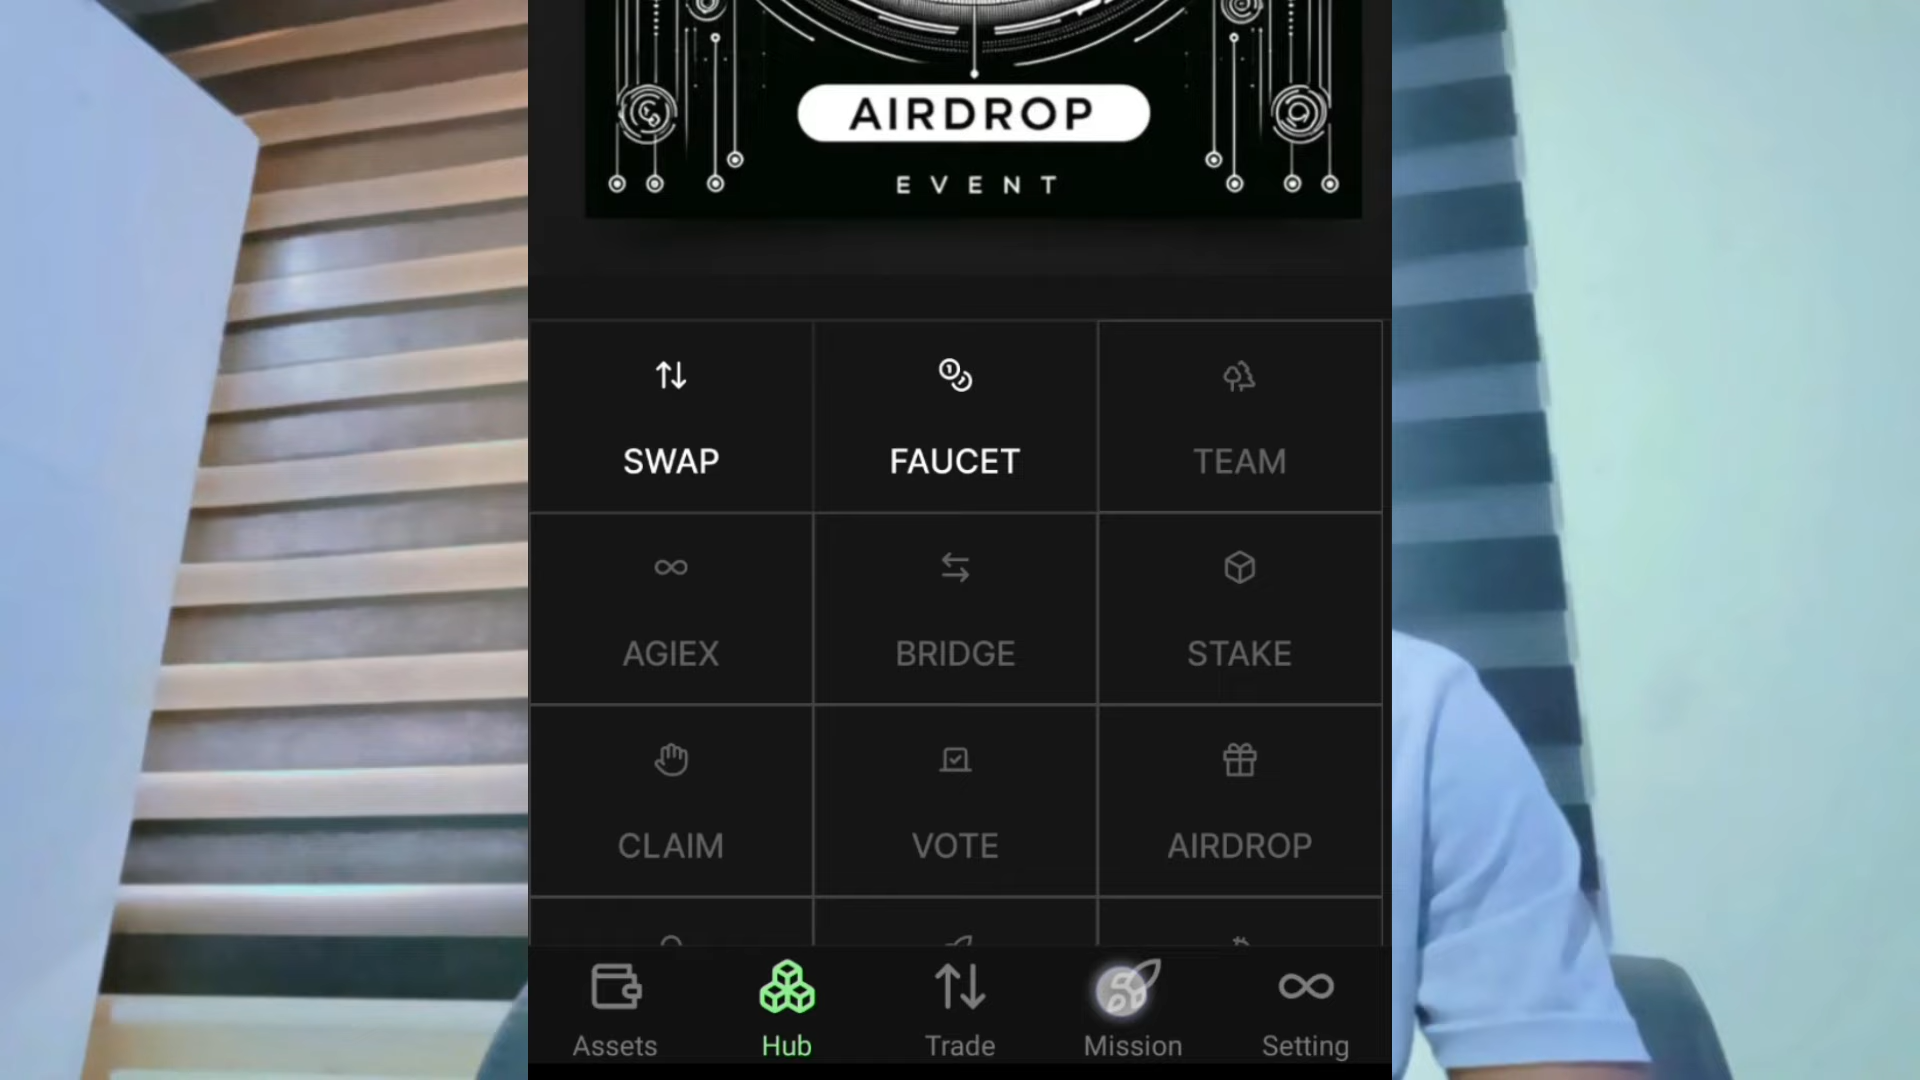 AIRDROP
EVENT
SWAP
FAUCET
TEAM
AGIEX
BRIDGE
STAKE
CLAIM
VOTE
AIRDROP
Assets
Hub
Trade
Mission
Setting